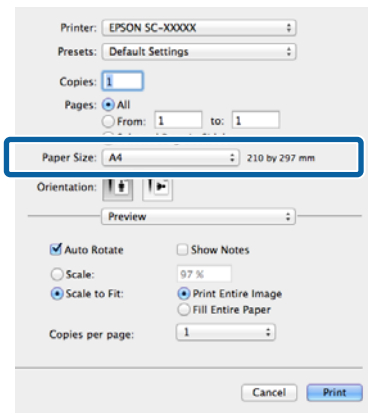 Printer: EPSON SC-XXXXX
Presets: Default Settings
Copies: 1
Pages: All
From: 1 to: 1
Paper Size: A4 210 by 297 mm
Orientation:
Preview
Auto Rotate Show Notes
Scale: 97 %
Scale to Fit: Print Entire Image
Fill Entire Paper
Copies per page: 1
Cancel Print